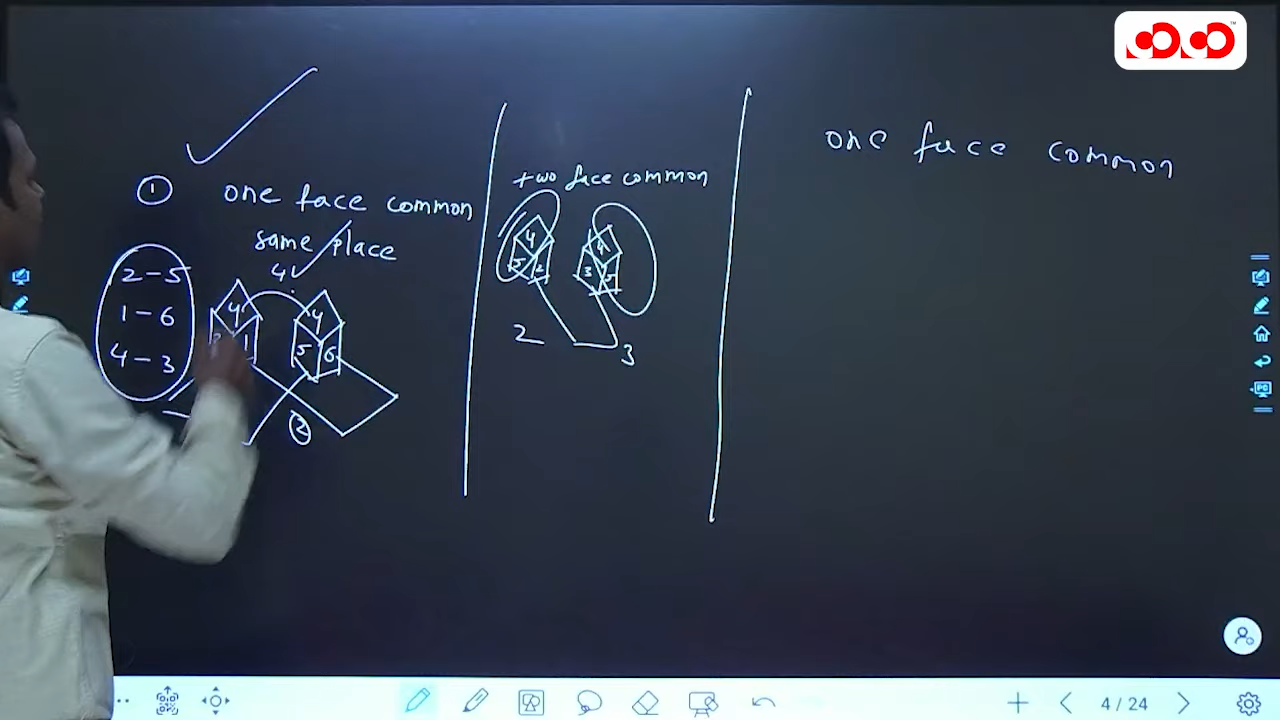 ① one face common
same place
4
2 – 5
1 – 6
4 – 3
4 1
4 5 6
②
two face common
4 5 2
4 3 5
2 3
one face common
4 / 24